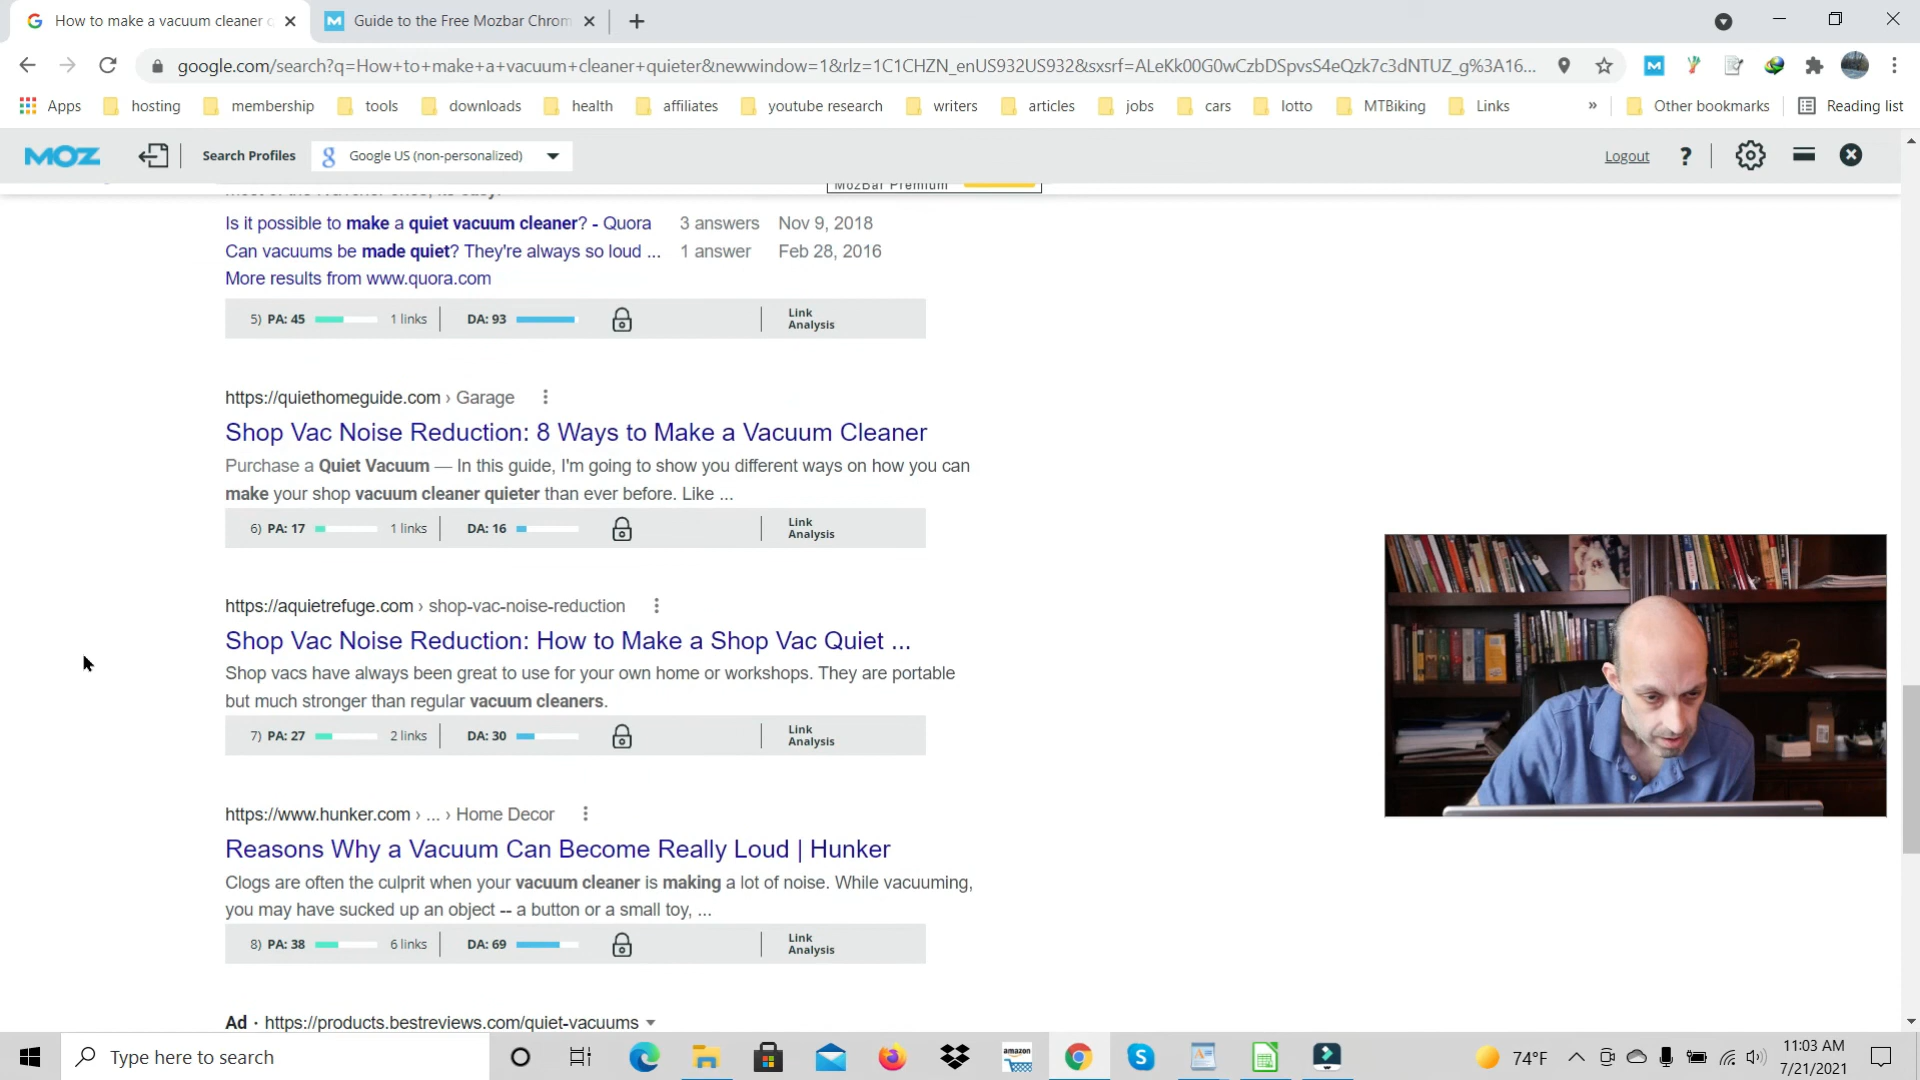 How to make a vacuum cleaner
Guide to the Free Mozbar Chrom
google.com/search?q=How+to+make+a+vacuum+cleaner+quieter&newwindow=1&rlz=1C1CHZN_enUS932US932&sxsrf=ALeKk00G0wCzbDSpvsS4eQzk7c3dNTUZ_g%3A16...
Apps hosting membership tools downloads health affiliates youtube research writers articles jobs cars lotto MTBiking Links » Other bookmarks Reading list
MOZ Search Profiles Google US (non-personalized) Logout ?
MozBar Premium
Is it possible to make a quiet vacuum cleaner? - Quora 3 answers Nov 9, 2018
Can vacuums be made quiet? They're always so loud ... 1 answer Feb 28, 2016
More results from www.quora.com
5) PA: 45 1 links DA: 93 Link Analysis
https://quiethomeguide.com › Garage
Shop Vac Noise Reduction: 8 Ways to Make a Vacuum Cleaner
Purchase a Quiet Vacuum — In this guide, I'm going to show you different ways on how you can
make your shop vacuum cleaner quieter than ever before. Like ...
6) PA: 17 1 links DA: 16 Link Analysis
https://aquietrefuge.com › shop-vac-noise-reduction
Shop Vac Noise Reduction: How to Make a Shop Vac Quiet ...
Shop vacs have always been great to use for your own home or workshops. They are portable
but much stronger than regular vacuum cleaners.
7) PA: 27 2 links DA: 30 Link Analysis
https://www.hunker.com › ... › Home Decor
Reasons Why a Vacuum Can Become Really Loud | Hunker
Clogs are often the culprit when your vacuum cleaner is making a lot of noise. While vacuuming,
you may have sucked up an object -- a button or a small toy, ...
8) PA: 38 6 links DA: 69 Link Analysis
Ad · https://products.bestreviews.com/quiet-vacuums
Type here to search
amazon
74°F
11:03 AM
7/21/2021